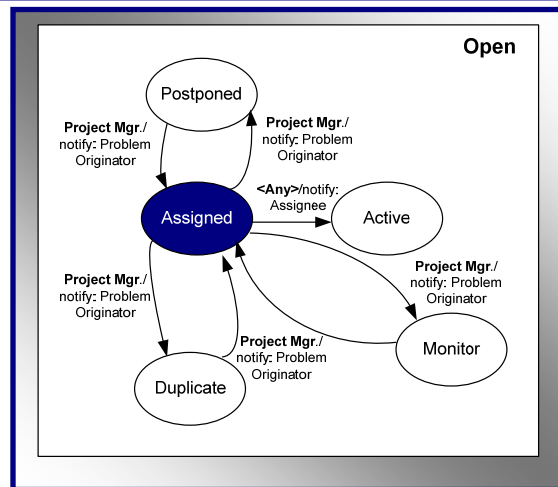 Open
Postponed
Project Mgr./
notify: Problem
Originator
Project Mgr./
notify: Problem
Originator
<Any>/notify:
Assignee
Assigned
Active
Project Mgr./
notify: Problem
Originator
Project Mgr./
notify: Problem
Originator
Project Mgr./
notify: Problem
Originator
Monitor
Duplicate